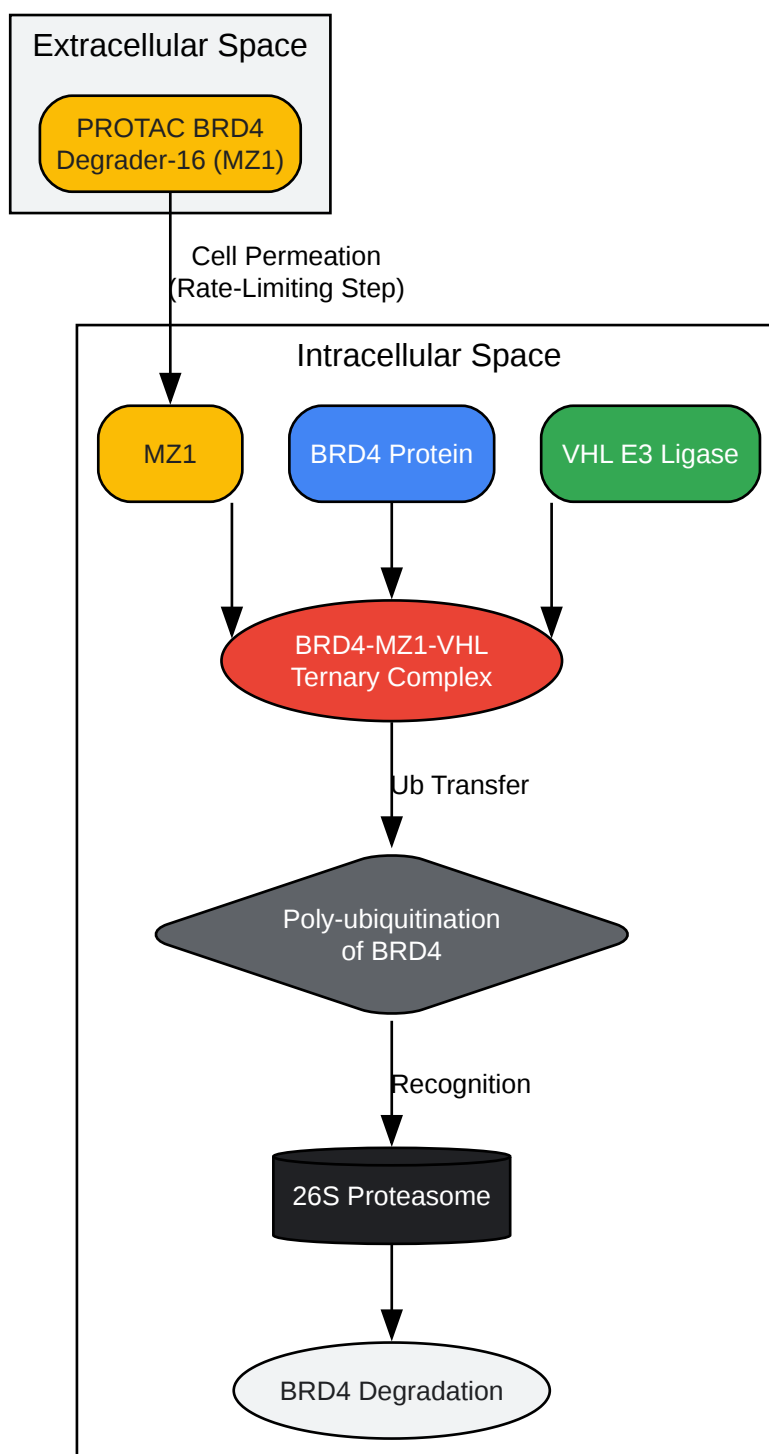 Extracellular Space
PROTAC BRD4
Degrader-16 (MZ1)
Cell Permeation
(Rate-Limiting Step)
Intracellular Space
MZ1
BRD4 Protein
VHL E3 Ligase
BRD4-MZ1-VHL
Ternary Complex
Ub Transfer
Poly-ubiquitination
of BRD4
Recognition
26S Proteasome
BRD4 Degradation